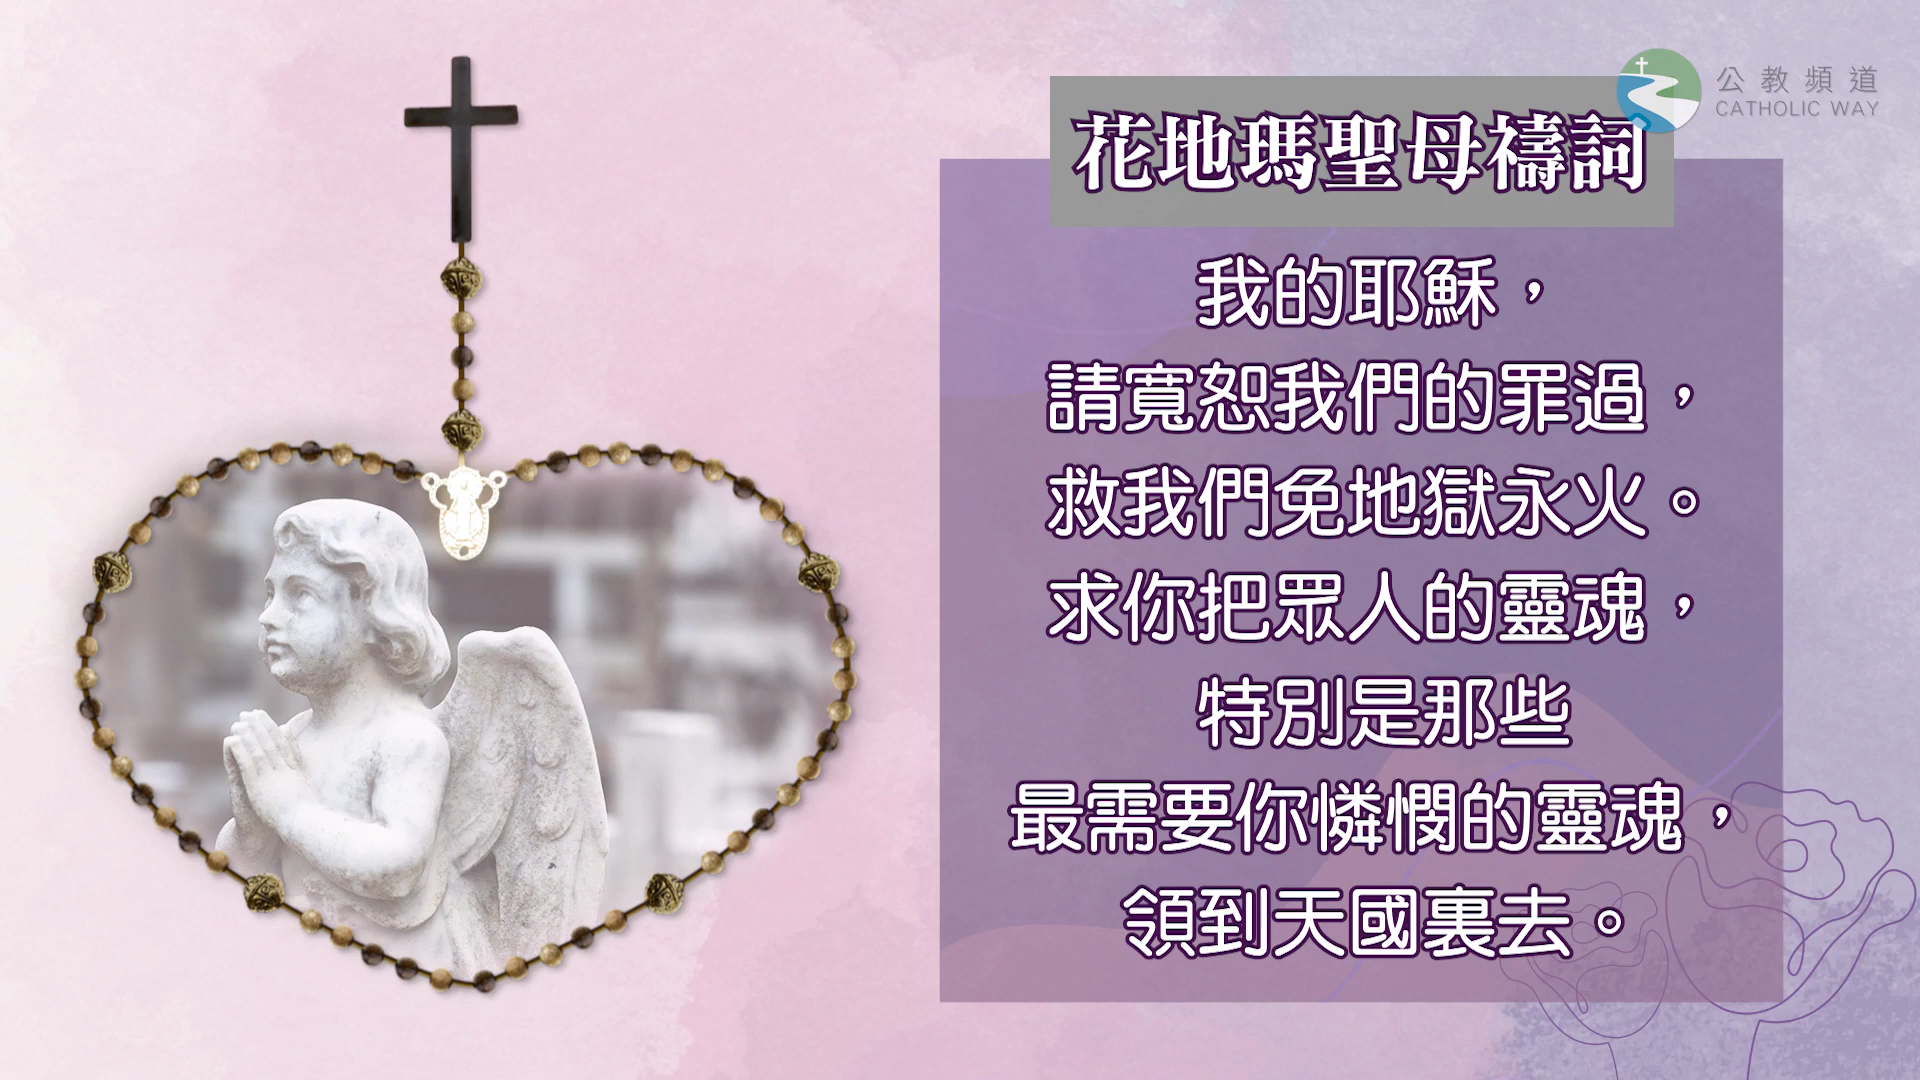 公教頻道
CATHOLIC WAY
花地瑪聖母禱詞
我的耶穌，
請寬恕我們的罪過，
救我們免地獄永火。
求你把眾人的靈魂，
特別是那些
最需要你憐憫的靈魂，
領到天國裏去。